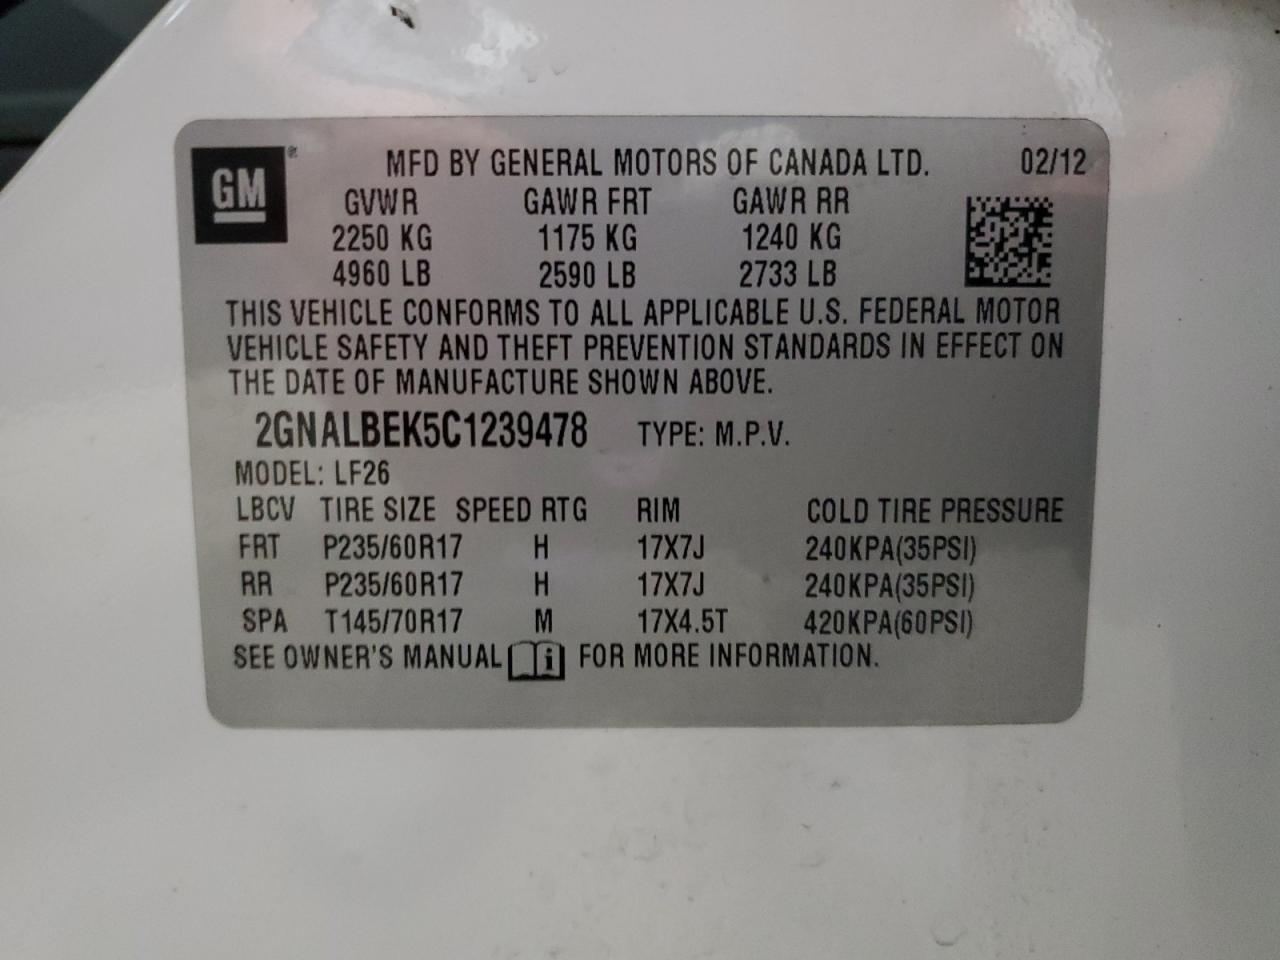 GM® MFD BY GENERAL MOTORS OF CANADA LTD. 02/12
GVWR GAWR FRT GAWR RR
2250 KG 1175 KG 1240 KG
4960 LB 2590 LB 2733 LB
THIS VEHICLE CONFORMS TO ALL APPLICABLE U.S. FEDERAL MOTOR
VEHICLE SAFETY AND THEFT PREVENTION STANDARDS IN EFFECT ON
THE DATE OF MANUFACTURE SHOWN ABOVE.
2GNALBEK5C1239478 TYPE: M.P.V.
MODEL: LF26
LBCV TIRE SIZE SPEED RTG RIM COLD TIRE PRESSURE
FRT P235/60R17 H 17X7J 240KPA(35PSI)
RR P235/60R17 H 17X7J 240KPA(35PSI)
SPA T145/70R17 M 17X4.5T 420KPA(60PSI)
SEE OWNER'S MANUAL i FOR MORE INFORMATION.